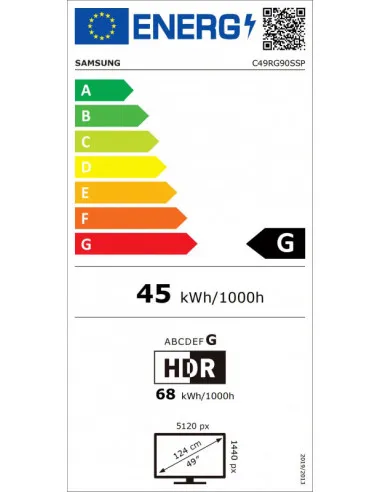 ENERG
SAMSUNG C49RG90SSP
A
B
C
D
E
F
G
G
45 kWh/1000h
ABCDEFG
HDR
68 kWh/1000h
5120 px
124 cm
49"
1440 px
2019/2013